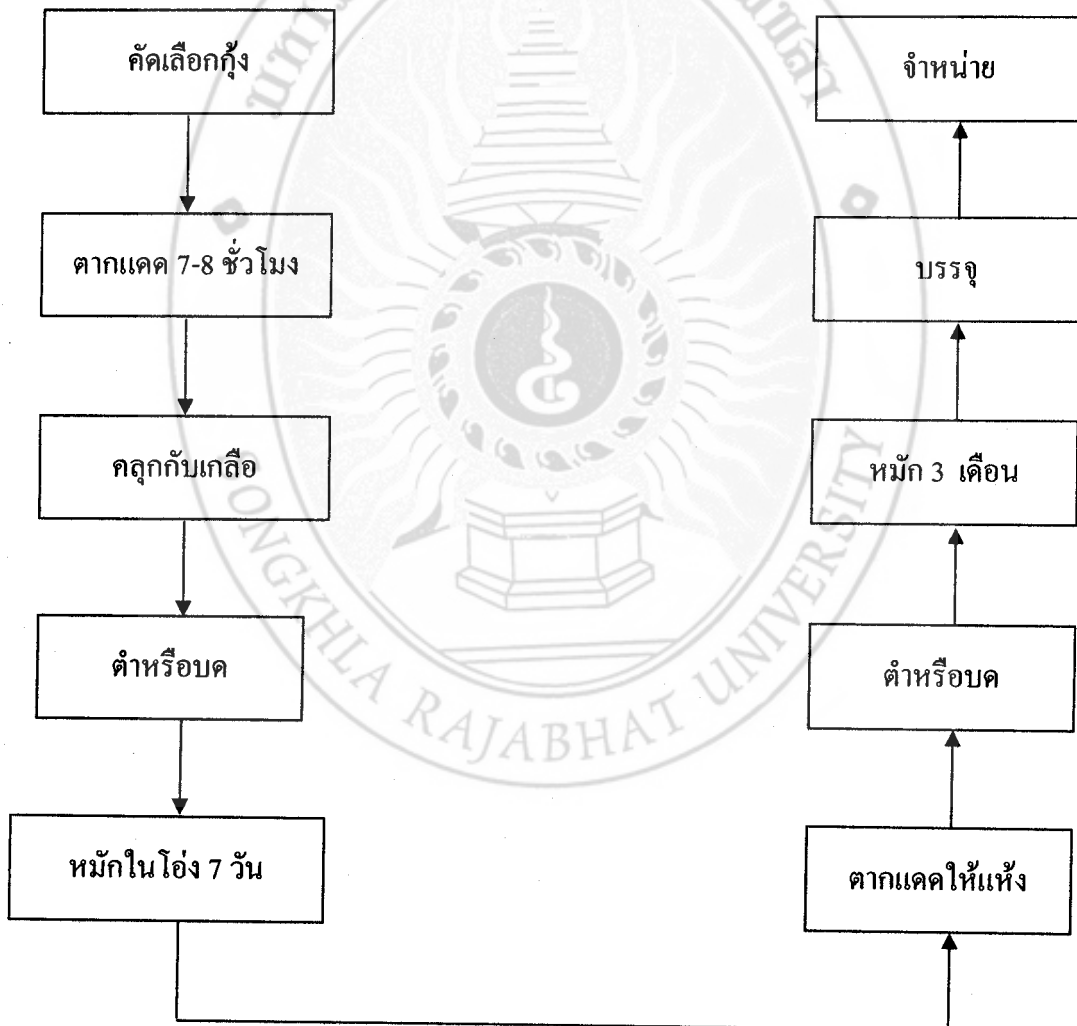 คัดเลือกกุ้ง
ตากแดด 7-8 ชั่วโมง
คลุกกับเกลือ
ตำหรือบด
หมักในโอ่ง 7 วัน
ตากแดดให้แห้ง
ตำหรือบด
หมัก 3 เดือน
บรรจุ
จำหน่าย
SONGKHLA RAJABHAT UNIVERSITY